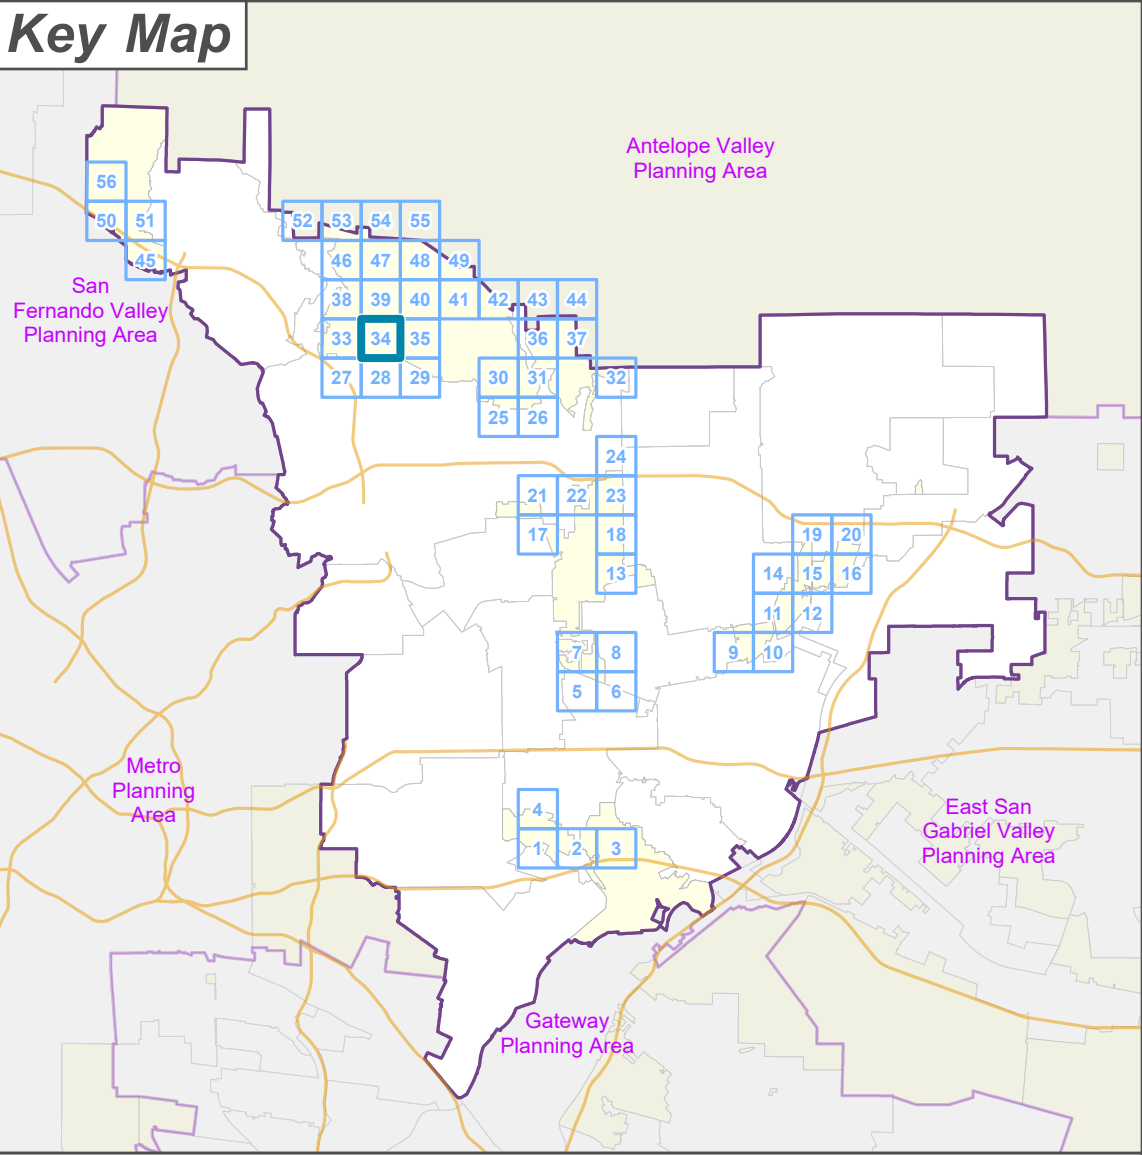 Key Map
Antelope Valley
Planning Area
56
50 51
52 53 54 55
45
46 47 48 49
San
Fernando Valley
Planning Area
38 39 40 41 42 43 44
33 34 35 36 37
27 28 29 30 31 32
25 26
24
21 22 23
17 18 19 20
13 14 15 16
11 12
7 8 9 10
5 6
Metro
Planning
Area
4
East San
Gabriel Valley
Planning Area
1 2 3
Gateway
Planning Area